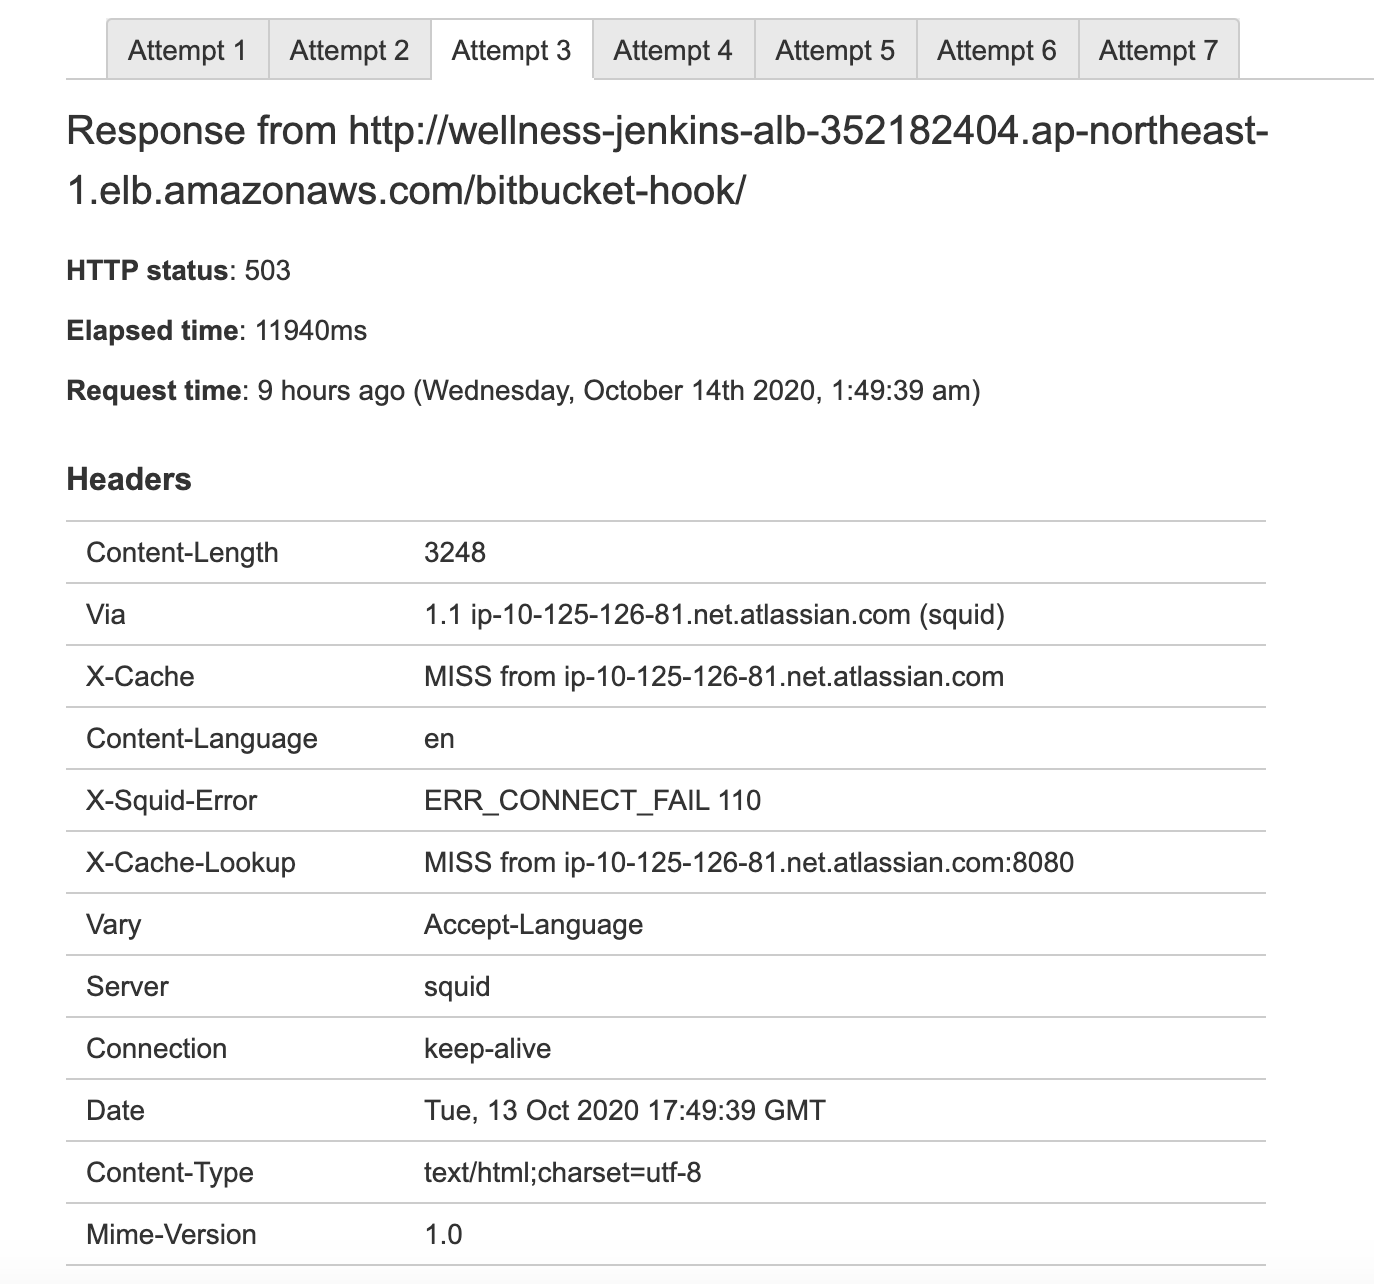 Attempt 1 Attempt 2 Attempt 3 Attempt 4 Attempt 5 Attempt 6 Attempt 7
Response from http://wellness-jenkins-alb-352182404.ap-northeast-
1.elb.amazonaws.com/bitbucket-hook/
HTTP status: 503
Elapsed time: 11940ms
Request time: 9 hours ago (Wednesday, October 14th 2020, 1:49:39 am)
Headers
Content-Length 3248
Via 1.1 ip-10-125-126-81.net.atlassian.com (squid)
X-Cache MISS from ip-10-125-126-81.net.atlassian.com
Content-Language en
X-Squid-Error ERR_CONNECT_FAIL 110
X-Cache-Lookup MISS from ip-10-125-126-81.net.atlassian.com:8080
Vary Accept-Language
Server squid
Connection keep-alive
Date Tue, 13 Oct 2020 17:49:39 GMT
Content-Type text/html;charset=utf-8
Mime-Version 1.0